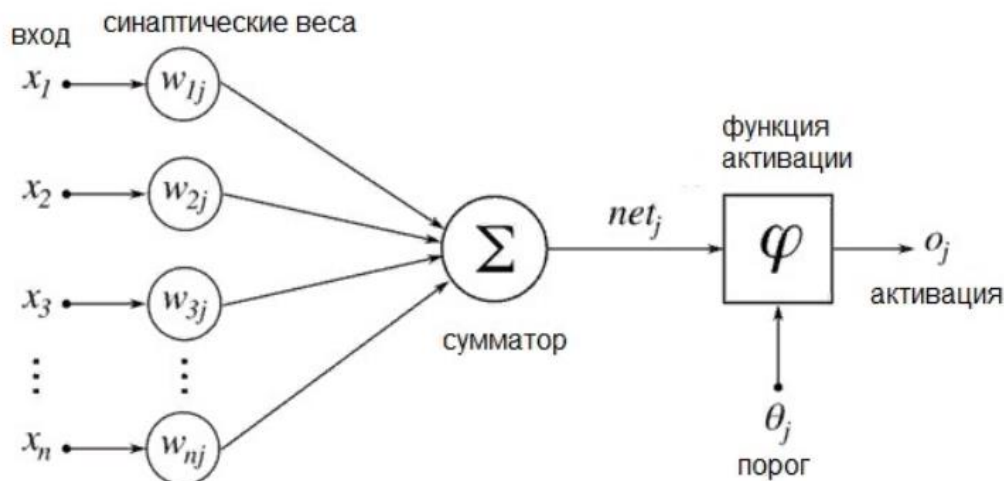 вход
синаптические веса
x1
w1j
x2
w2j
x3
w3j
⋮
⋮
xn
wnj
Σ
сумматор
netj
функция
активации
φ
oj
активация
θj
порог